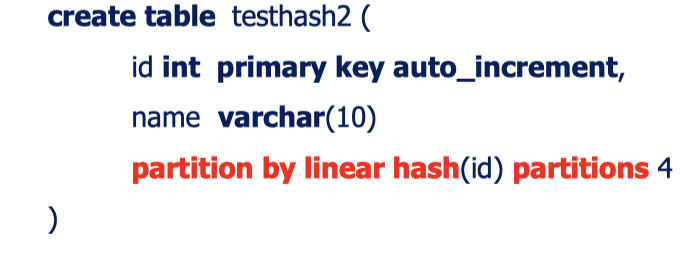 create table testhash2 (
id int primary key auto_increment,
name varchar(10)
partition by linear hash(id) partitions 4
)